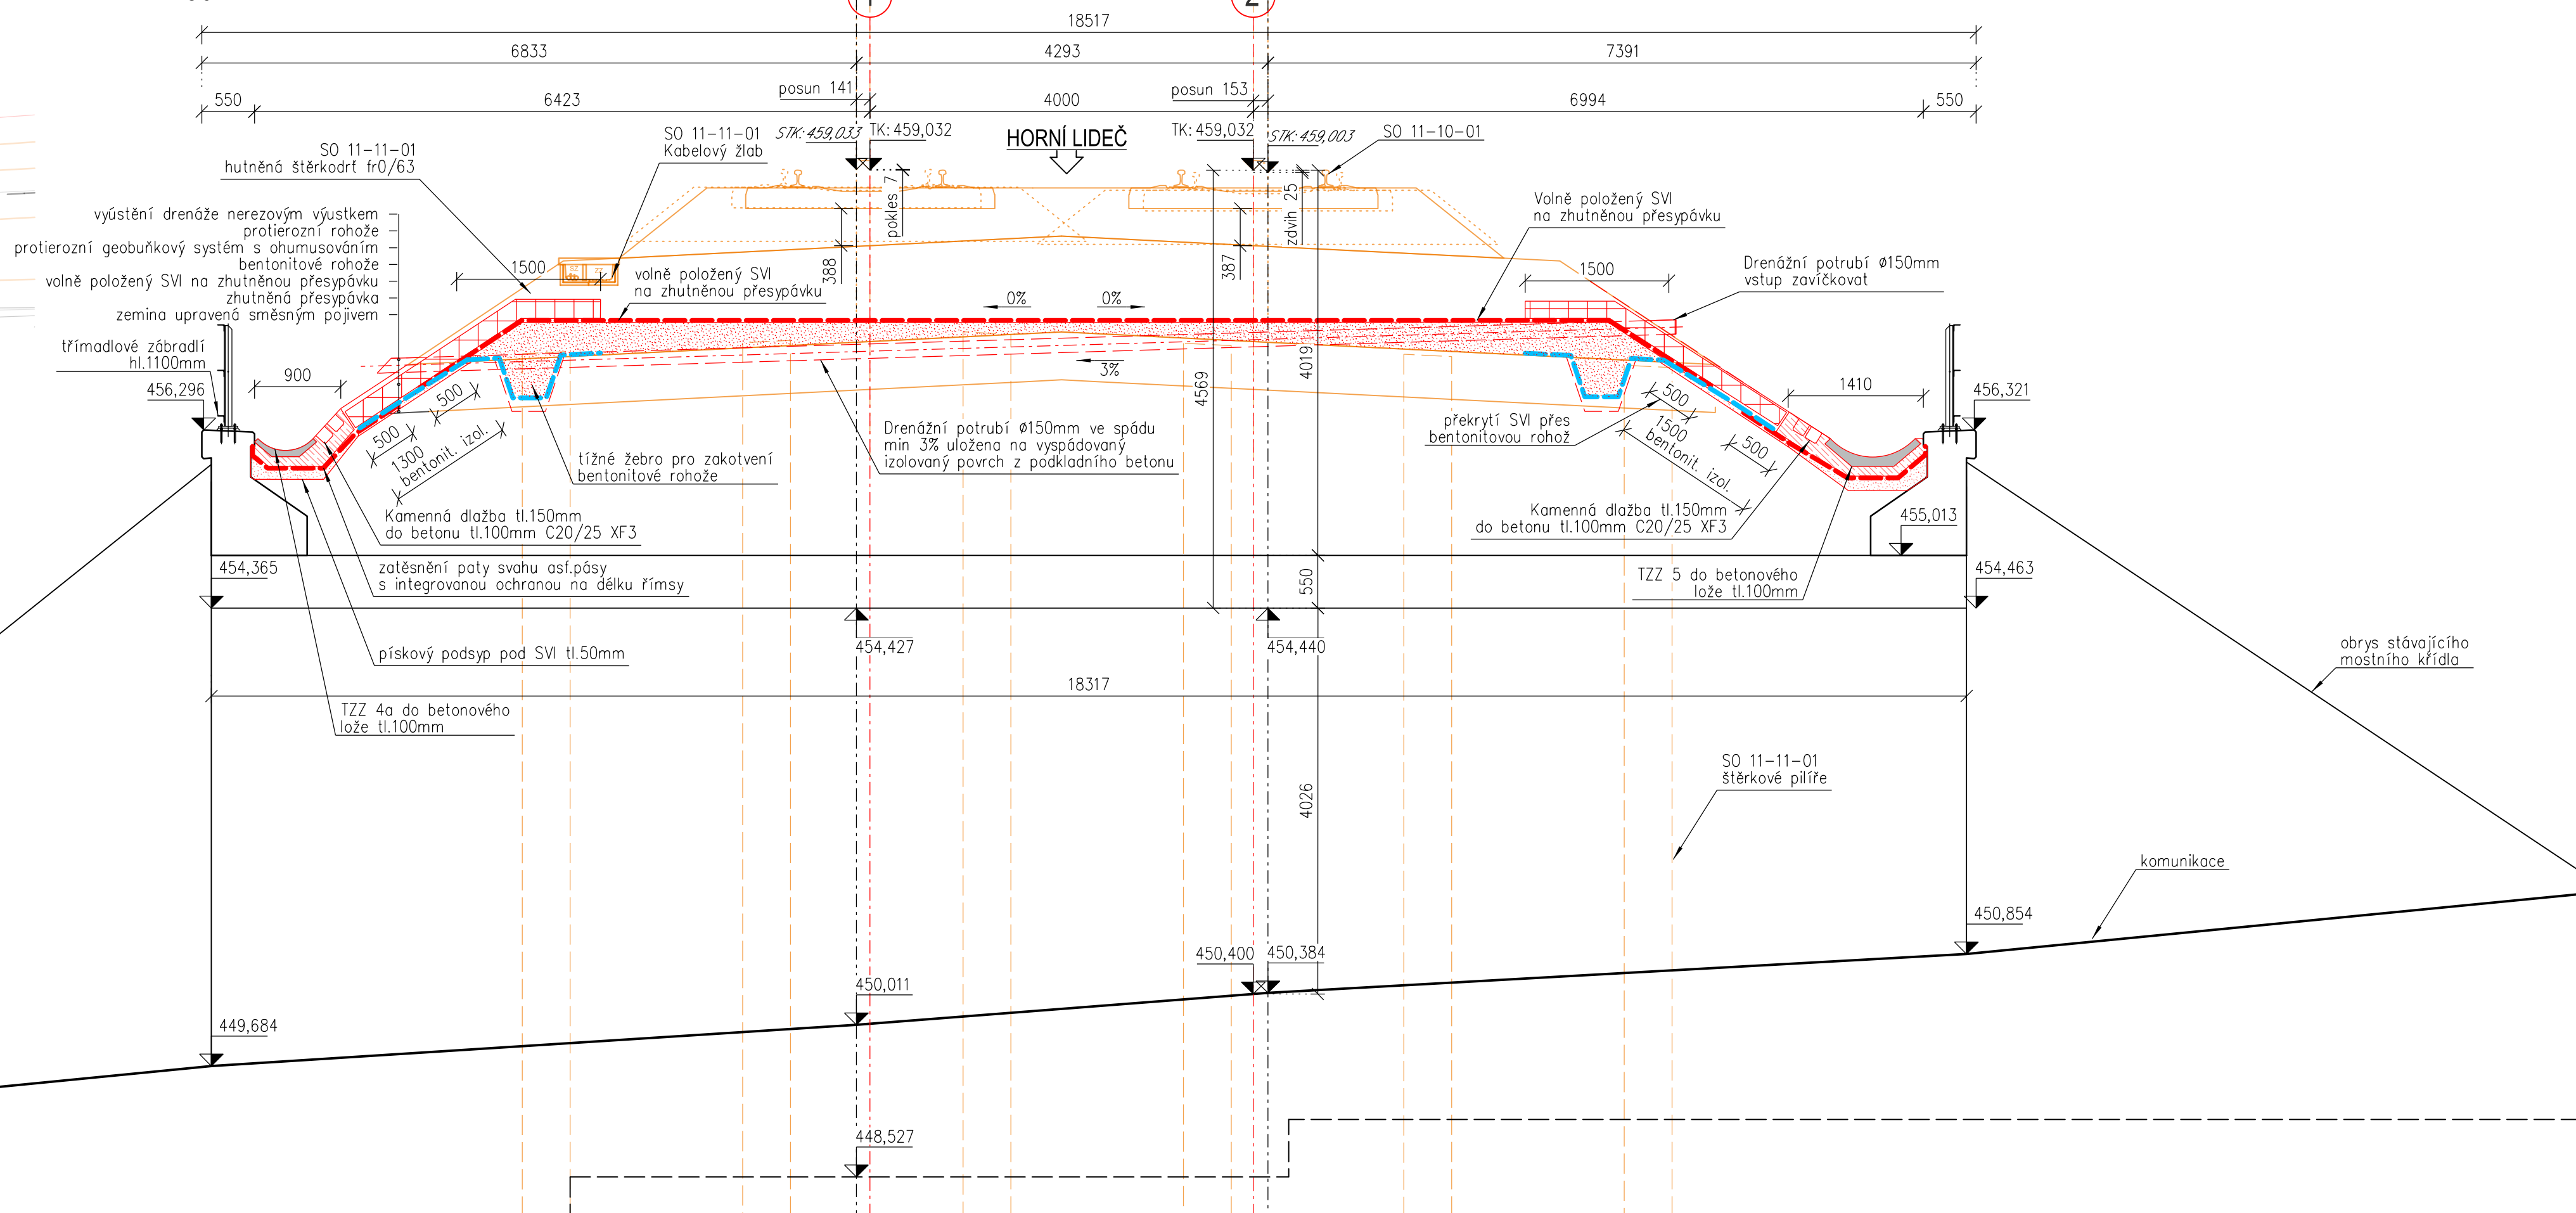 18517
6833
4293
7391
posun 141
posun 153
550
6423
4000
6994
550
STK: 459,033
TK: 459,032
HORNÍ LIDEČ
TK: 459,032
STK: 459,003
SO 11-10-01
SO 11-11-01
Kabelový žlab
SO 11-11-01
hutněná štěrkodrť fr0/63
pokles 7
zdvih 25
Volně položený SVI
na zhutněnou přesypávku
vyústění drenáže nerezovým výustkem
protierozní rohože
protierozní geobuňkový systém s ohumusováním
bentonitové rohože
volně položený SVI na zhutněnou přesypávku
zhutněná přesypávka
zemina upravená směsným pojivem
1500
volně položený SVI
na zhutněnou přesypávku
388
387
1500
Drenážní potrubí ø150mm
vstup zavíčkovat
0%
0%
třímadlové zábradlí
hl.1100mm
456,296
900
500
500
1300
bentonit. izol.
3%
4569
4019
500
1500
bentonit. izol.
500
1410
456,321
překrytí SVI přes
bentonitovou rohož
Drenážní potrubí ø150mm ve spádu
min 3% uložena na vyspádovaný
izolovaný povrch z podkladního betonu
tížné žebro pro zakotvení
bentonitové rohože
Kamenná dlažba tl.150mm
do betonu tl.100mm C20/25 XF3
Kamenná dlažba tl.150mm
do betonu tl.100mm C20/25 XF3
455,013
454,365
zatěsnění paty svahu asf.pásy
s integrovanou ochranou na délku římsy
550
TZZ 5 do betonového
lože tl.100mm
454,463
pískový podsyp pod SVI tl.50mm
454,427
454,440
obrys stávajícího
mostního křídla
18317
TZZ 4a do betonového
lože tl.100mm
SO 11-11-01
štěrkové pilíře
4026
komunikace
450,854
450,400
450,384
450,011
449,684
448,527